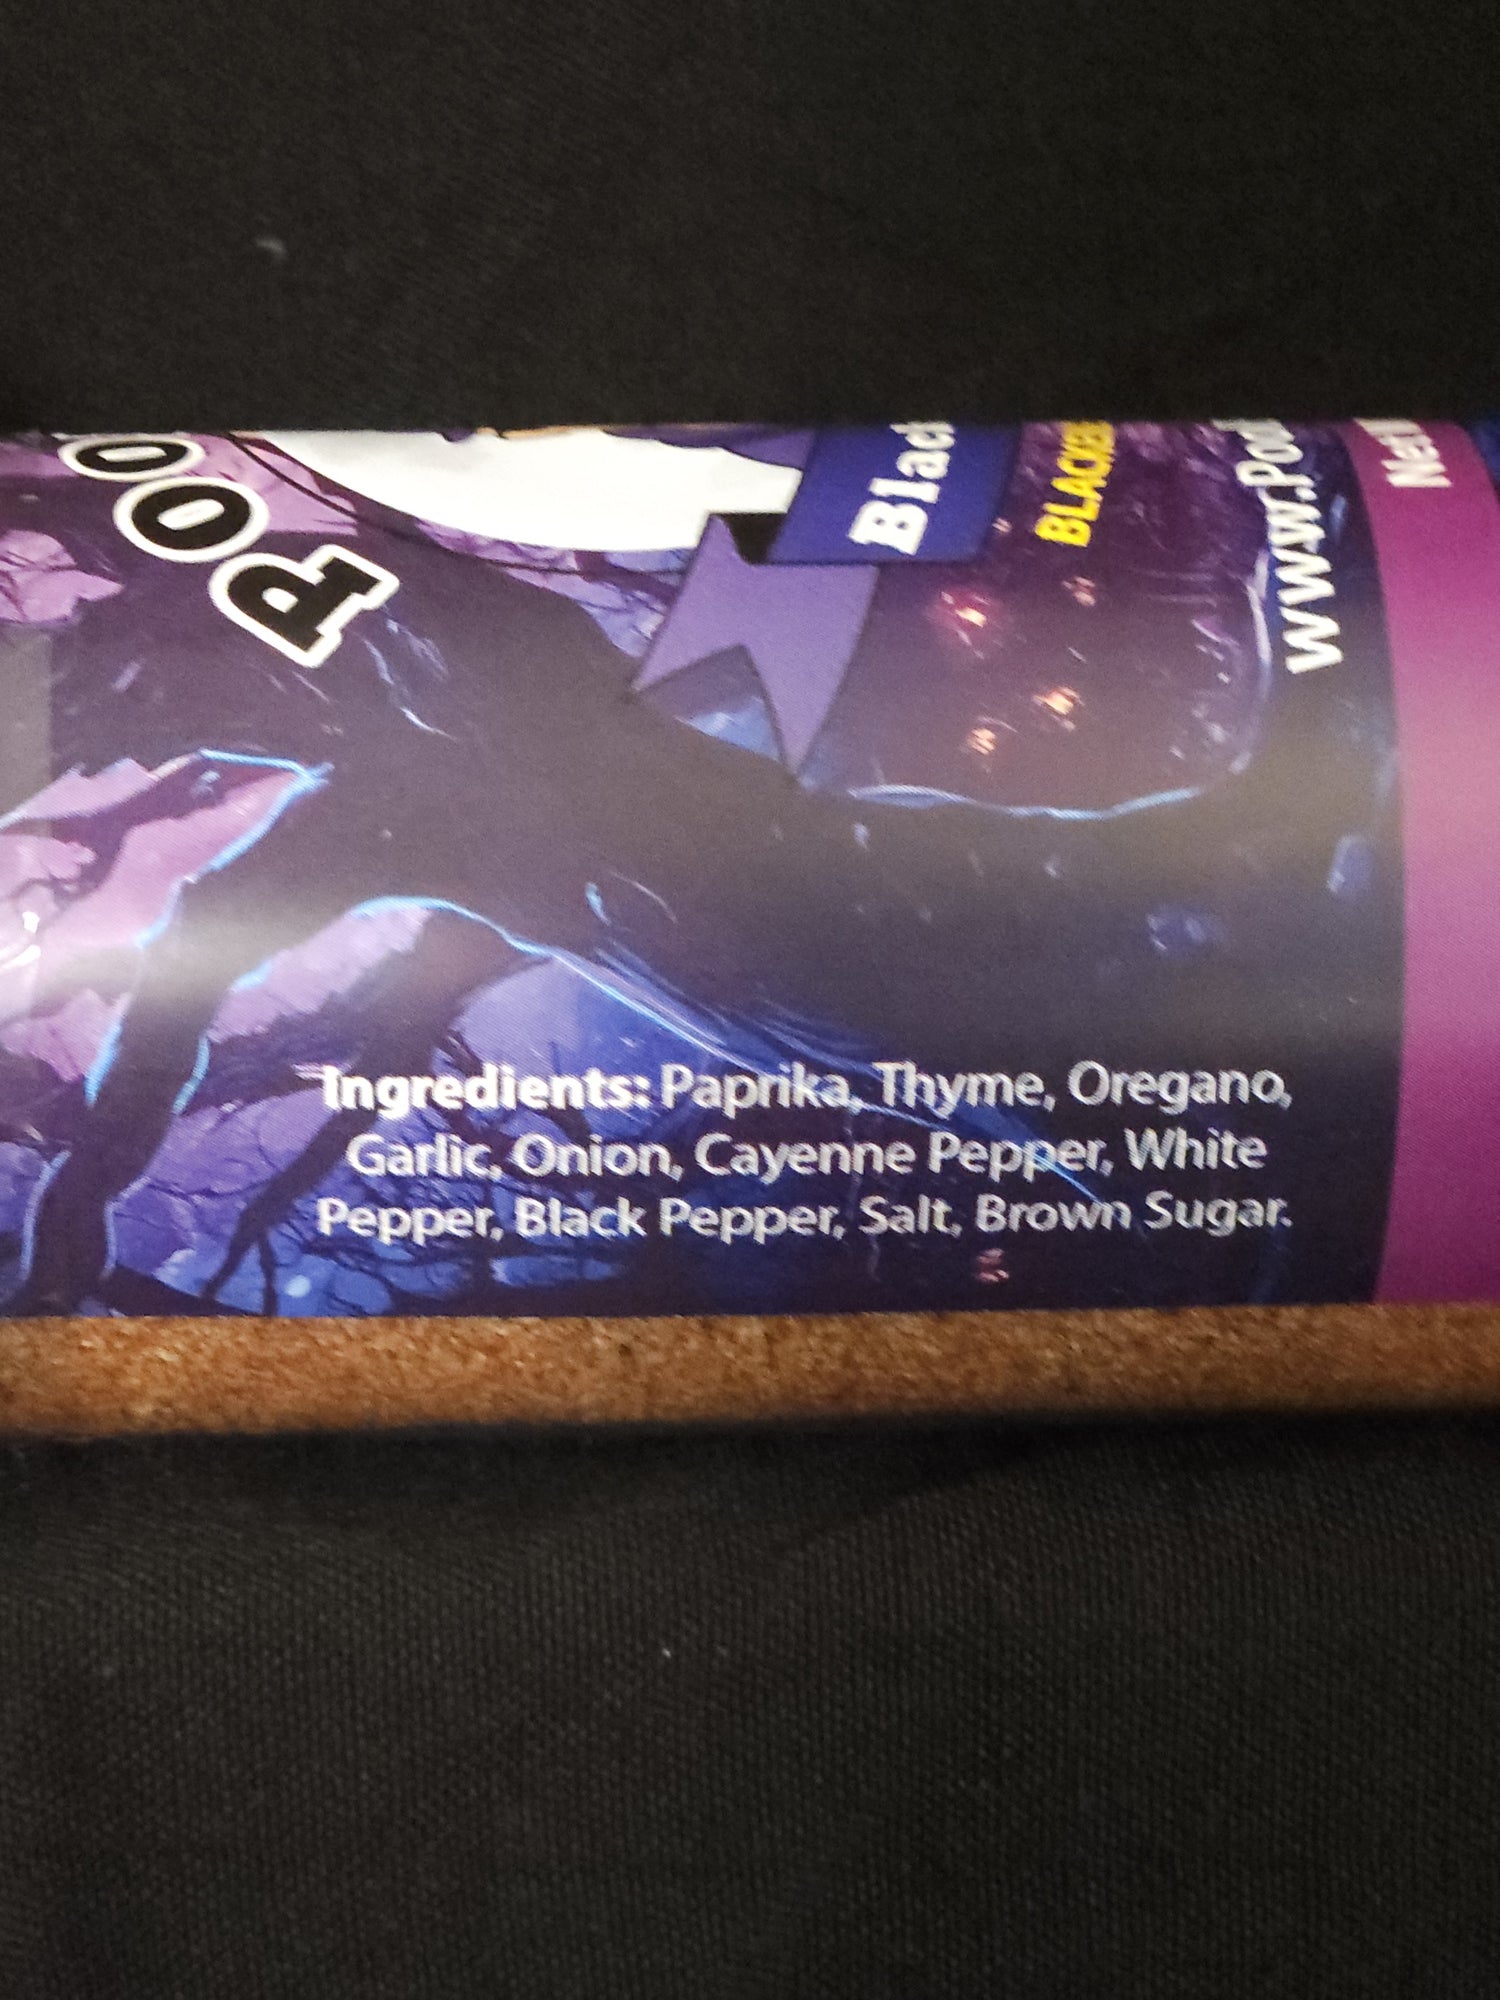 Ingredients: Paprika, Thyme, Oregano,
Garlic, Onion, Cayenne Pepper, White
Pepper, Black Pepper, Salt, Brown Sugar.